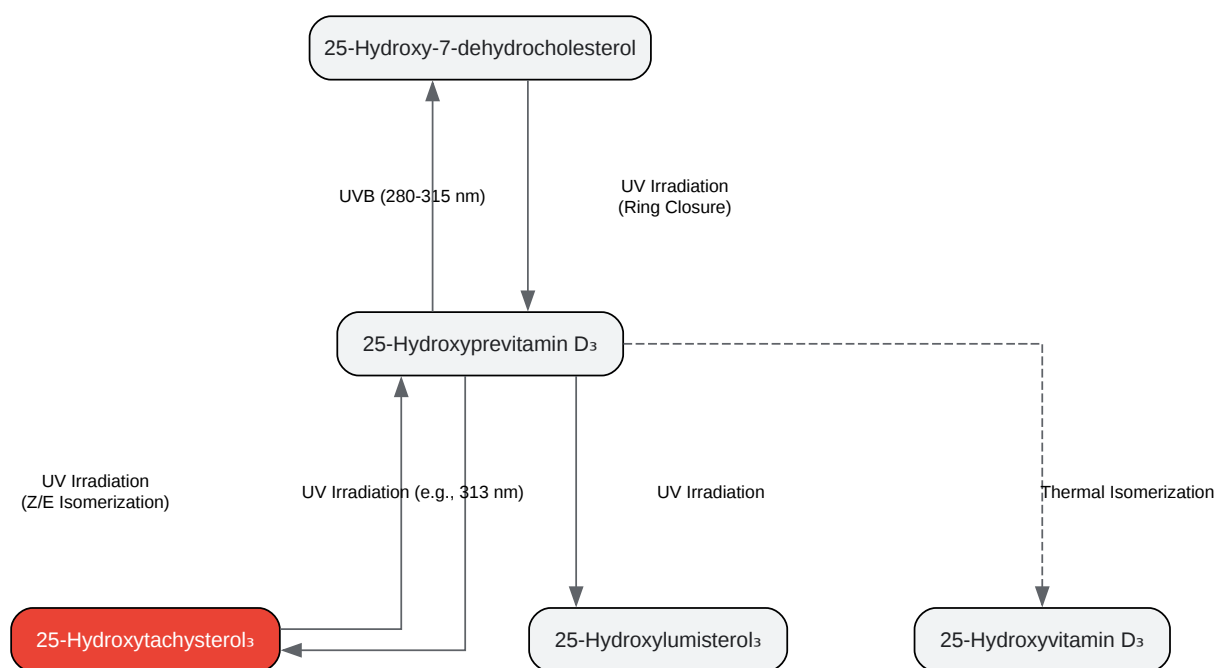 25-Hydroxy-7-dehydrocholesterol
UVB (280-315 nm)
UV Irradiation
(Ring Closure)
25-Hydroxyprevitamin D₃
UV Irradiation
(Z/E Isomerization)
UV Irradiation (e.g., 313 nm)
UV Irradiation
Thermal Isomerization
25-Hydroxytachysterol₃
25-Hydroxylumisterol₃
25-Hydroxyvitamin D₃